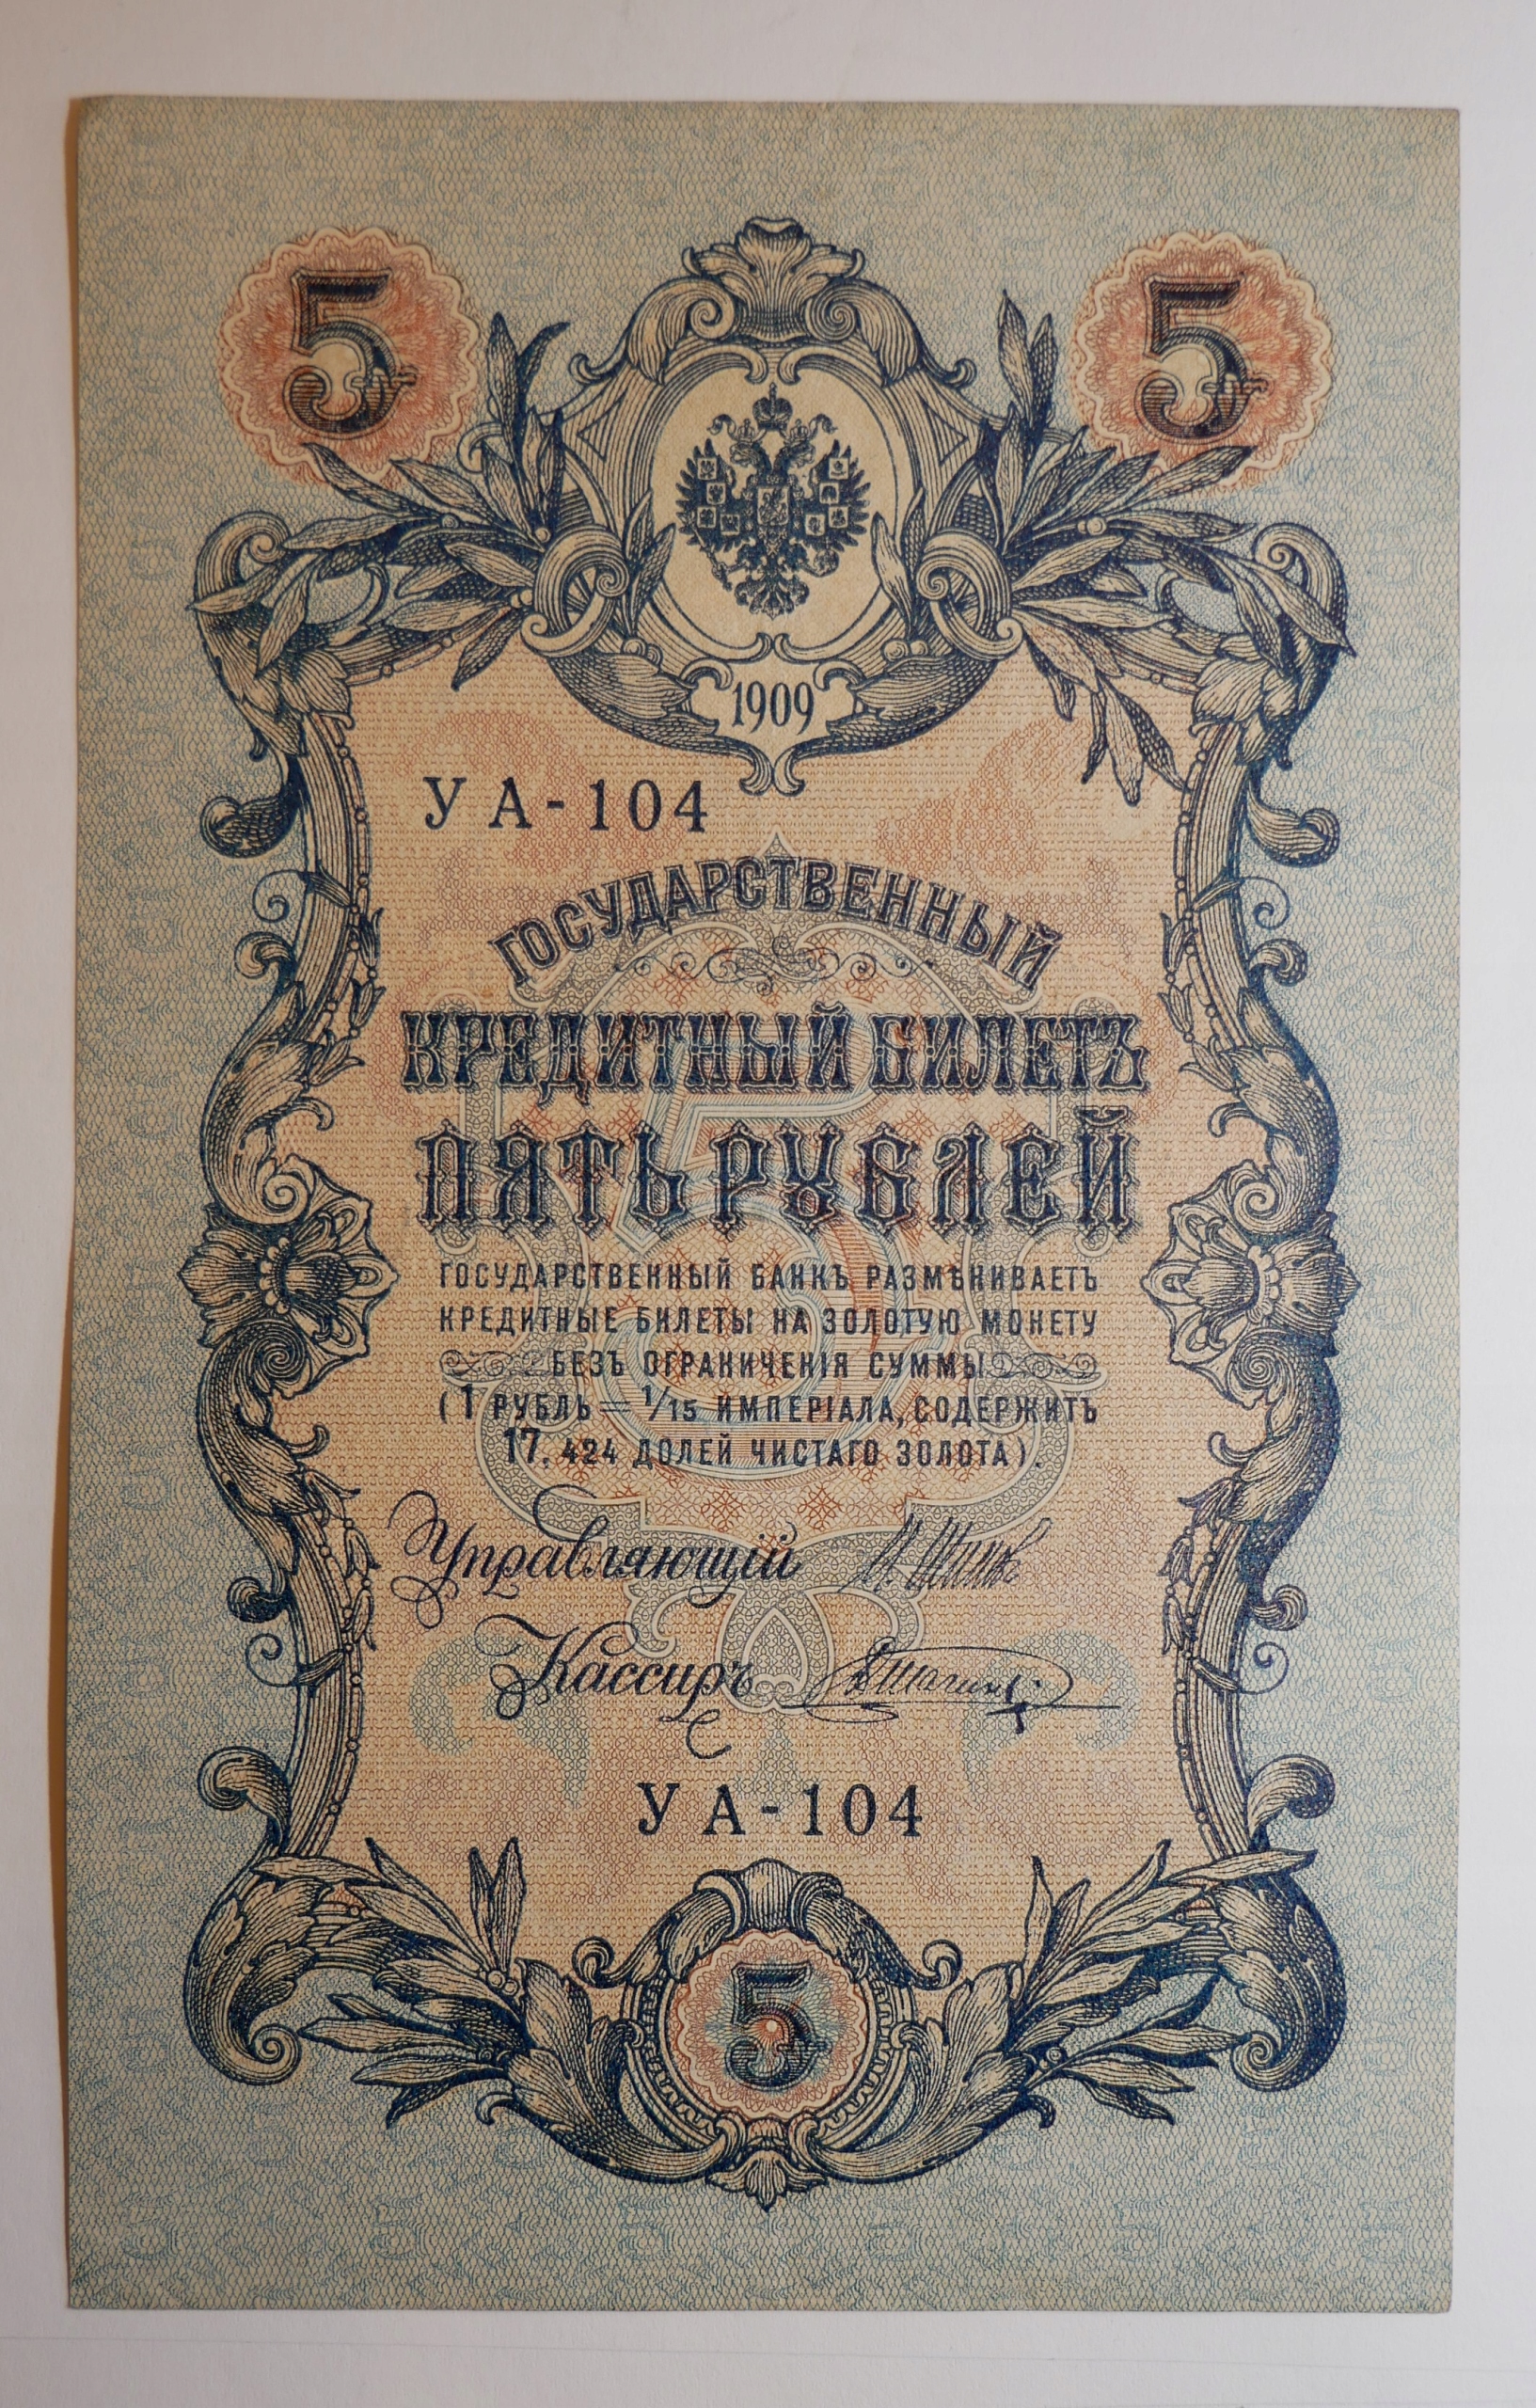 5 5
1909
УА-104
ГОСУДАРСТВЕННЫЙ
КРЕДИТНЫЙ БИЛЕТЪ
ПЯТЬ РУБЛЕЙ
ГОСУДАРСТВЕННЫЙ БАНКЪ РАЗМѢНИВАЕТЪ
КРЕДИТНЫЕ БИЛЕТЫ НА ЗОЛОТУЮ МОНЕТУ
БЕЗЪ ОГРАНИЧЕНІЯ СУММЫ
(1 РУБЛЬ = 1/15 ИМПЕРІАЛА, СОДЕРЖИТЪ
17,424 ДОЛЕЙ ЧИСТАГО ЗОЛОТА).
Управляющій
Кассиръ
УА-104
5